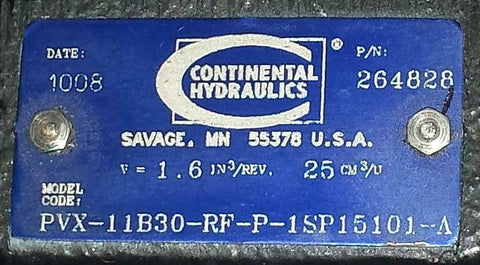 DATE:
1008
CONTINENTAL
HYDRAULICS
®
P/N:
264828
SAVAGE, MN 55378 U.S.A.
V = 1.6 IN³/REV. 25 CM³/U
MODEL
CODE:
PVX-11B30-RF-P-1SP15101-A